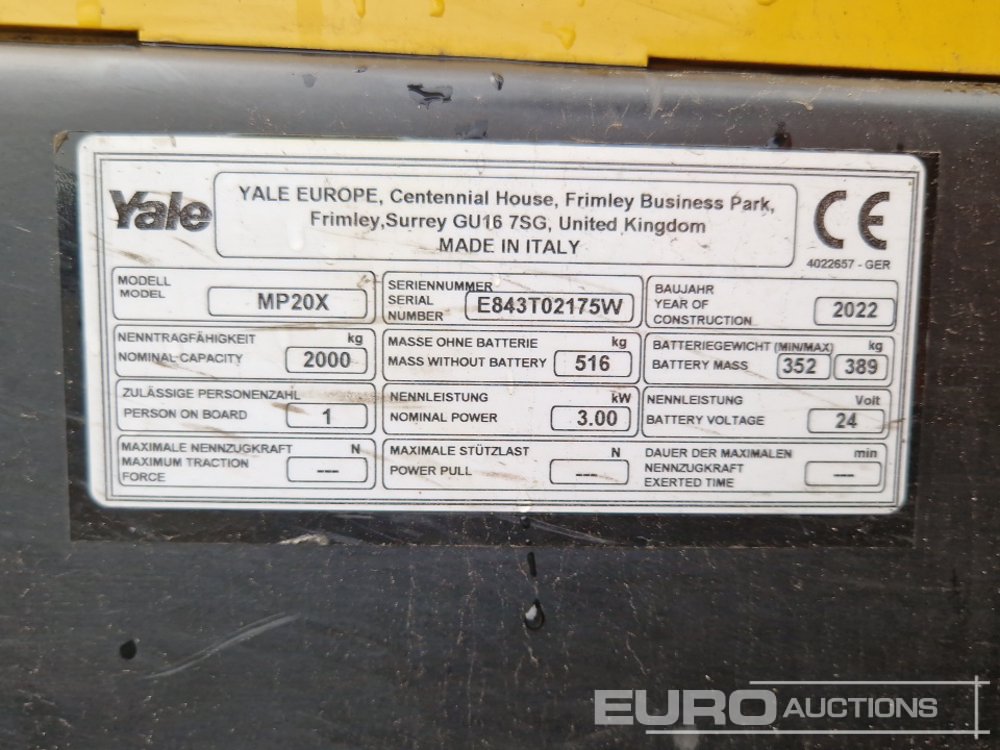 Yale
YALE EUROPE, Centennial House, Frimley Business Park,
Frimley,Surrey GU16 7SG, United Kingdom
MADE IN ITALY
CE
4022657 - GER
MODELL
MODEL
MP20X
SERIENNUMMER
SERIAL
NUMBER
E843T02175W
BAUJAHR
YEAR OF
CONSTRUCTION
2022
NENNTRAGFÄHIGKEIT kg
NOMINAL CAPACITY 2000
MASSE OHNE BATTERIE kg
MASS WITHOUT BATTERY 516
BATTERIEGEWICHT (MIN/MAX) kg
BATTERY MASS 352 389
ZULÄSSIGE PERSONENZAHL
PERSON ON BOARD 1
NENNLEISTUNG kW
NOMINAL POWER 3.00
NENNLEISTUNG Volt
BATTERY VOLTAGE 24
MAXIMALE NENNZUGKRAFT N
MAXIMUM TRACTION
FORCE
---
MAXIMALE STÜTZLAST N
POWER PULL ---
DAUER DER MAXIMALEN min
NENNZUGKRAFT
EXERTED TIME
---
EURO AUCTIONS